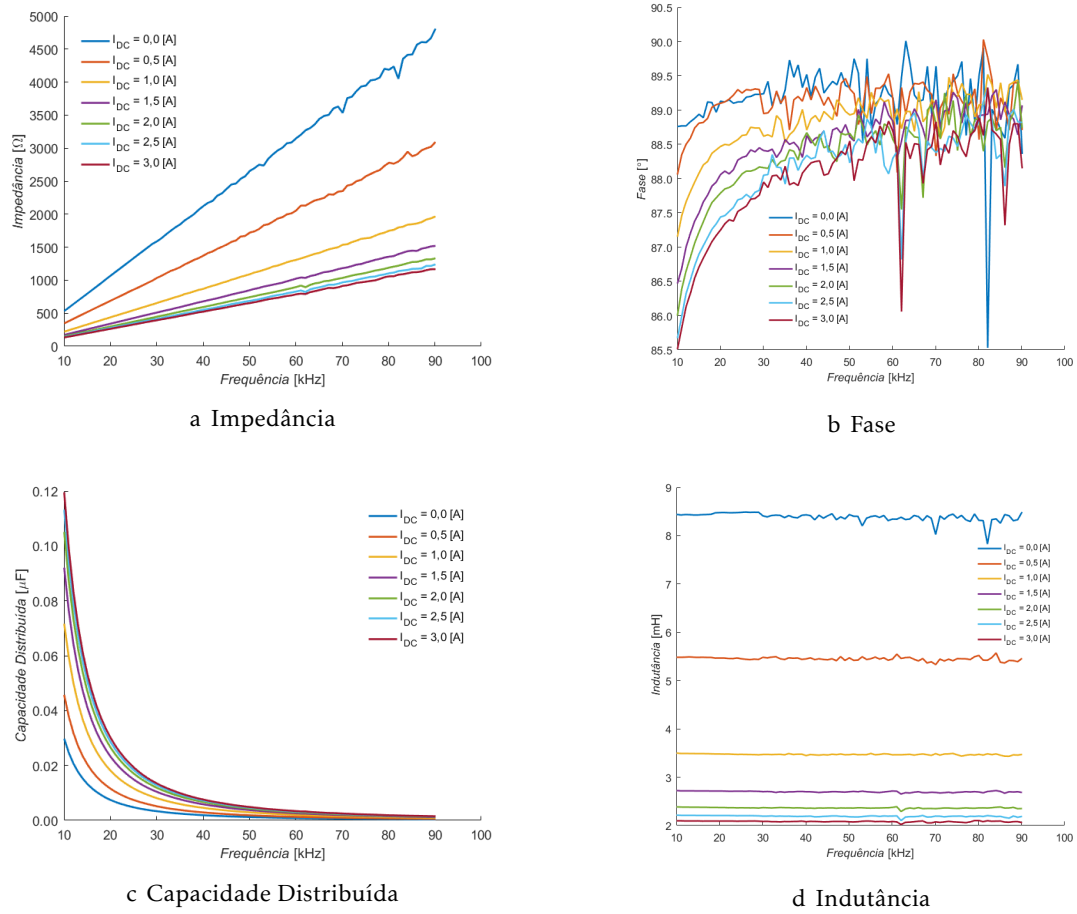 5000
4500
4000
3500
3000
2500
2000
1500
1000
500
0
Impedância [Ω]
I_DC = 0,0 [A]
I_DC = 0,5 [A]
I_DC = 1,0 [A]
I_DC = 1,5 [A]
I_DC = 2,0 [A]
I_DC = 2,5 [A]
I_DC = 3,0 [A]
10 20 30 40 50 60 70 80 90 100
Frequência [kHz]
a Impedância
90.5
90.0
89.5
89.0
88.5
88.0
87.5
87.0
86.5
86.0
85.5
Fase [°]
I_DC = 0,0 [A]
I_DC = 0,5 [A]
I_DC = 1,0 [A]
I_DC = 1,5 [A]
I_DC = 2,0 [A]
I_DC = 2,5 [A]
I_DC = 3,0 [A]
10 20 30 40 50 60 70 80 90 100
Frequência [kHz]
b Fase
0.12
0.10
0.08
0.06
0.04
0.02
0.00
Capacidade Distribuída [μF]
I_DC = 0,0 [A]
I_DC = 0,5 [A]
I_DC = 1,0 [A]
I_DC = 1,5 [A]
I_DC = 2,0 [A]
I_DC = 2,5 [A]
I_DC = 3,0 [A]
10 20 30 40 50 60 70 80 90 100
Frequência [kHz]
c Capacidade Distribuída
9
8
7
6
5
4
3
2
Indutância [mH]
I_DC = 0,0 [A]
I_DC = 0,5 [A]
I_DC = 1,0 [A]
I_DC = 1,5 [A]
I_DC = 2,0 [A]
I_DC = 2,5 [A]
I_DC = 3,0 [A]
10 20 30 40 50 60 70 80 90 100
Frequência [kHz]
d Indutância